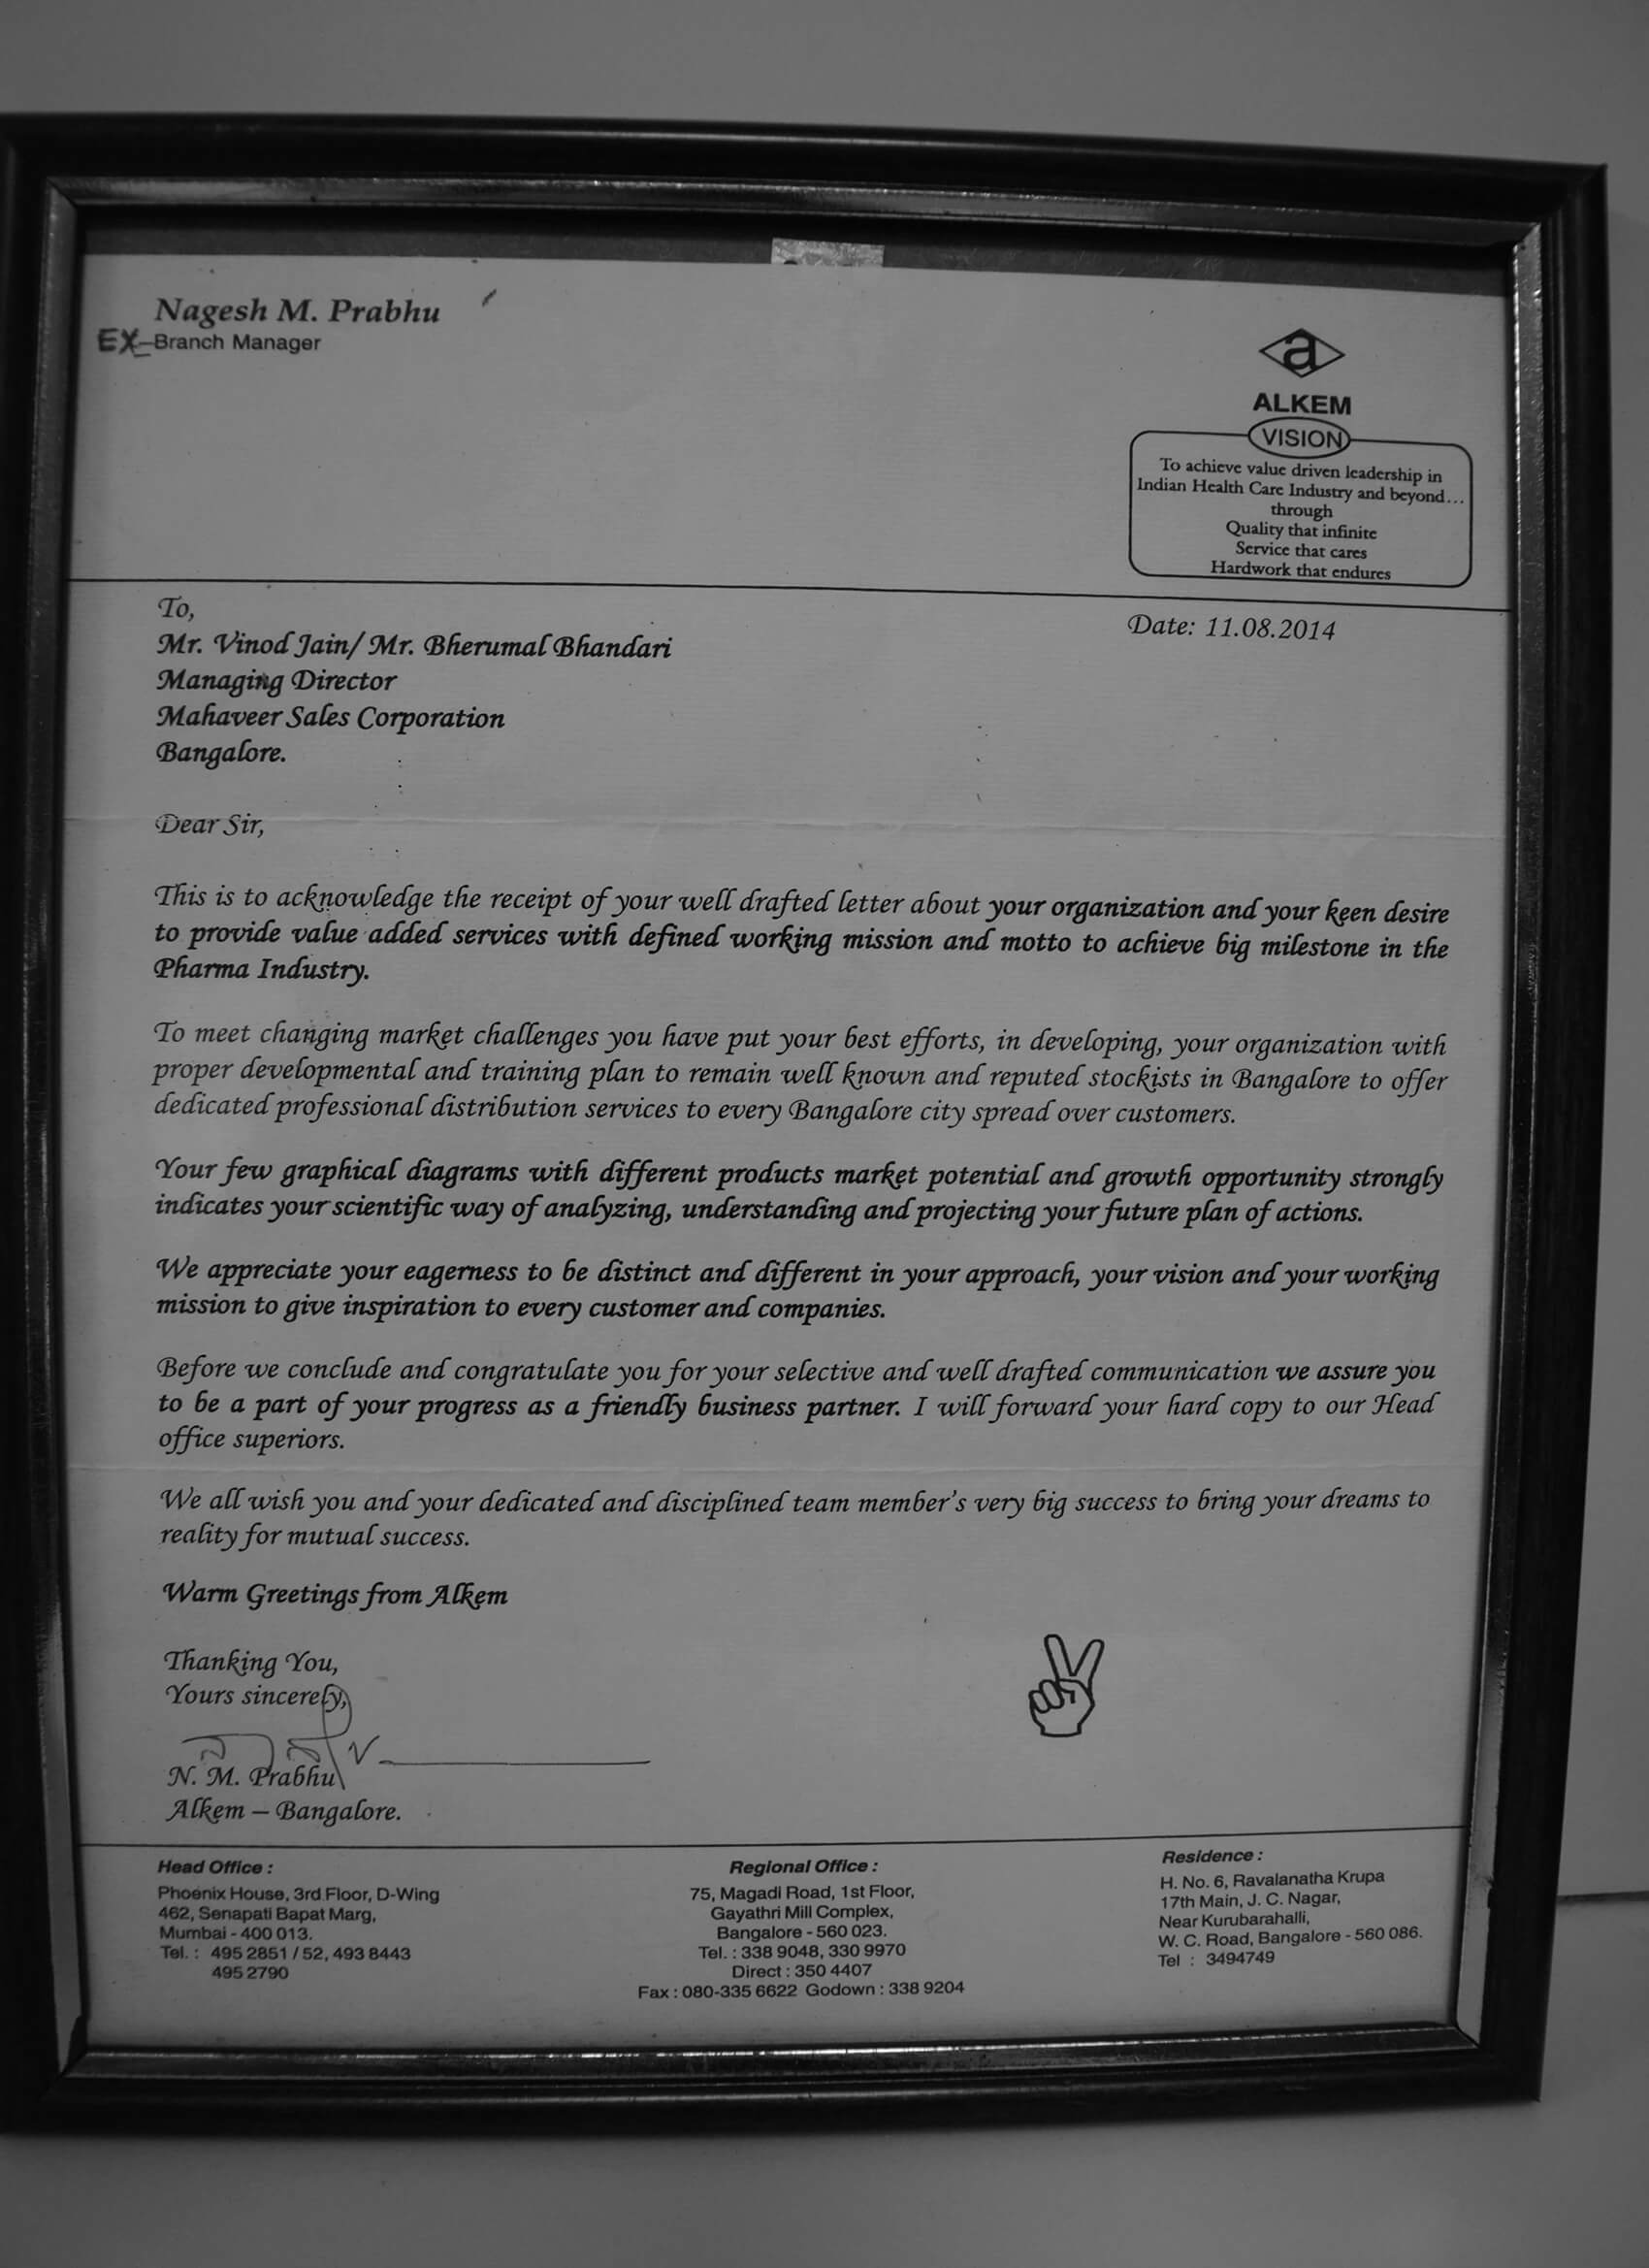 Nagesh M. Prabhu
EX-Branch Manager
a
ALKEM
VISION
To achieve value driven leadership in
Indian Health Care Industry and beyond...
through
Quality that infinite
Service that cares
Hardwork that endures
To,
Date: 11.08.2014
Mr. Vinod Jain/ Mr. Bherumal Bhandari
Managing Director
Mahaveer Sales Corporation
Bangalore.
Dear Sir,
This is to acknowledge the receipt of your well drafted letter about your organization and your keen desire
to provide value added services with defined working mission and motto to achieve big milestone in the
Pharma Industry.
To meet changing market challenges you have put your best efforts, in developing, your organization with
proper developmental and training plan to remain well known and reputed stockists in Bangalore to offer
dedicated professional distribution services to every Bangalore city spread over customers.
Your few graphical diagrams with different products market potential and growth opportunity strongly
indicates your scientific way of analyzing, understanding and projecting your future plan of actions.
We appreciate your eagerness to be distinct and different in your approach, your vision and your working
mission to give inspiration to every customer and companies.
Before we conclude and congratulate you for your selective and well drafted communication we assure you
to be a part of your progress as a friendly business partner. I will forward your hard copy to our Head
office superiors.
We all wish you and your dedicated and disciplined team member's very big success to bring your dreams to
reality for mutual success.
Warm Greetings from Alkem
Thanking You,
Yours sincerely,
N. M. Prabhu
Alkem – Bangalore.
Head Office :
Phoenix House, 3rd Floor, D-Wing
462, Senapati Bapat Marg,
Mumbai - 400 013.
Tel. : 495 2851 / 52, 493 8443
495 2790
Regional Office :
75, Magadi Road, 1st Floor,
Gayathri Mill Complex,
Bangalore - 560 023.
Tel. : 338 9048, 330 9970
Direct : 350 4407
Fax : 080-335 6622 Godown : 338 9204
Residence :
H. No. 6, Ravalanatha Krupa
17th Main, J. C. Nagar,
Near Kurubarahalli,
W. C. Road, Bangalore - 560 086.
Tel : 3494749